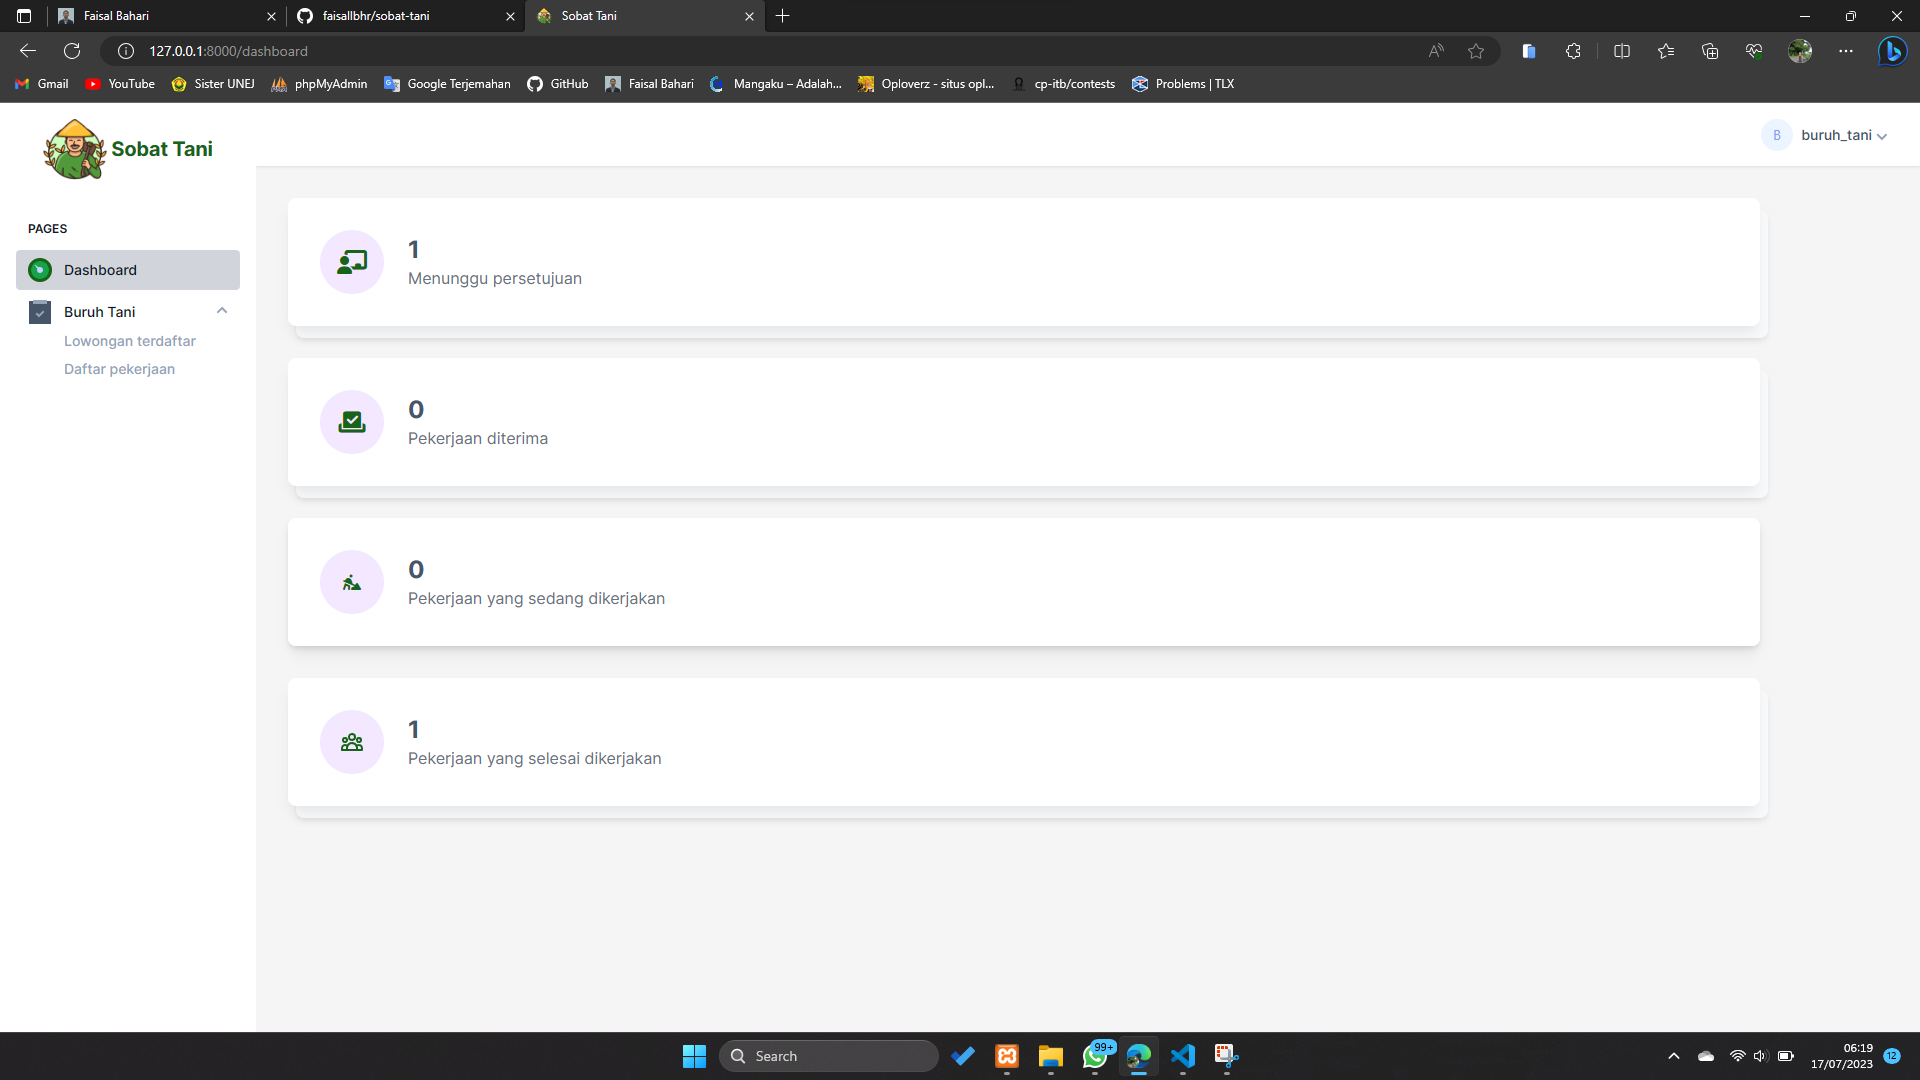 Faisal Bahari
faisallbhr/sobat-tani
Sobat Tani
127.0.0.1:8000/dashboard
Gmail
YouTube
Sister UNEJ
phpMyAdmin
Google Terjemahan
GitHub
Faisal Bahari
Mangaku – Adalah...
Oploverz - situs opl...
cp-itb/contests
Problems | TLX
Sobat Tani
B
buruh_tani
PAGES
Dashboard
Buruh Tani
Lowongan terdaftar
Daftar pekerjaan
1
Menunggu persetujuan
0
Pekerjaan diterima
0
Pekerjaan yang sedang dikerjakan
1
Pekerjaan yang selesai dikerjakan
Search
99+
06:19
17/07/2023
12